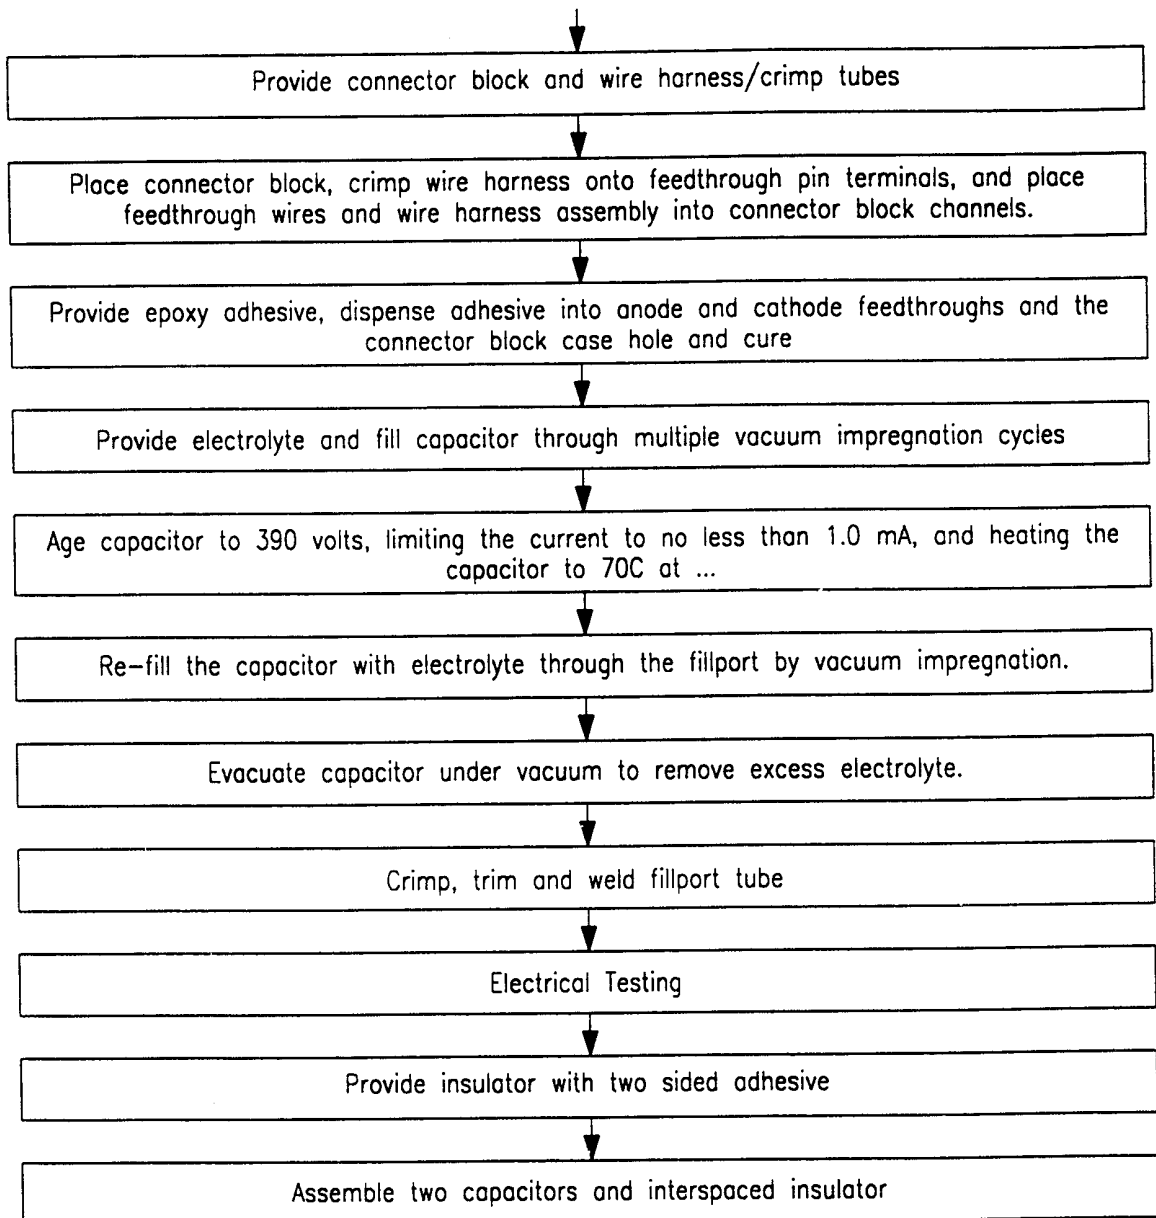 Provide connector block and wire harness/crimp tubes
Place connector block, crimp wire harness onto feedthrough pin terminals, and place
feedthrough wires and wire harness assembly into connector block channels.
Provide epoxy adhesive, dispense adhesive into anode and cathode feedthroughs and the
connector block case hole and cure
Provide electrolyte and fill capacitor through multiple vacuum impregnation cycles
Age capacitor to 390 volts, limiting the current to no less than 1.0 mA, and heating the
capacitor to 70C at ...
Re-fill the capacitor with electrolyte through the fillport by vacuum impregnation.
Evacuate capacitor under vacuum to remove excess electrolyte.
Crimp, trim and weld fillport tube
Electrical Testing
Provide insulator with two sided adhesive
Assemble two capacitors and interspaced insulator